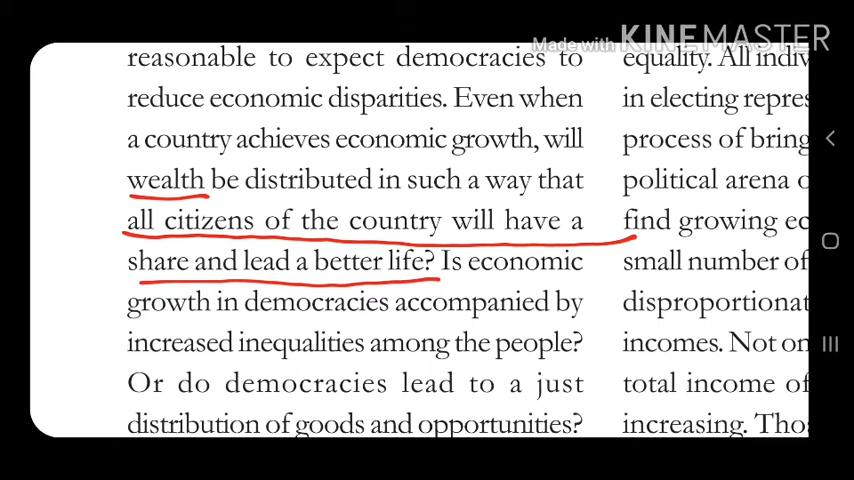 Made with KINEMASTER
reasonable to expect democracies to
reduce economic disparities. Even when
a country achieves economic growth, will
wealth be distributed in such a way that
all citizens of the country will have a
share and lead a better life? Is economic
growth in democracies accompanied by
increased inequalities among the people?
Or do democracies lead to a just
distribution of goods and opportunities?
equality. All indiv
in electing repres
process of bring
political arena o
find growing ec
small number of
disproportionat
incomes. Not on
total income of
increasing. Tho